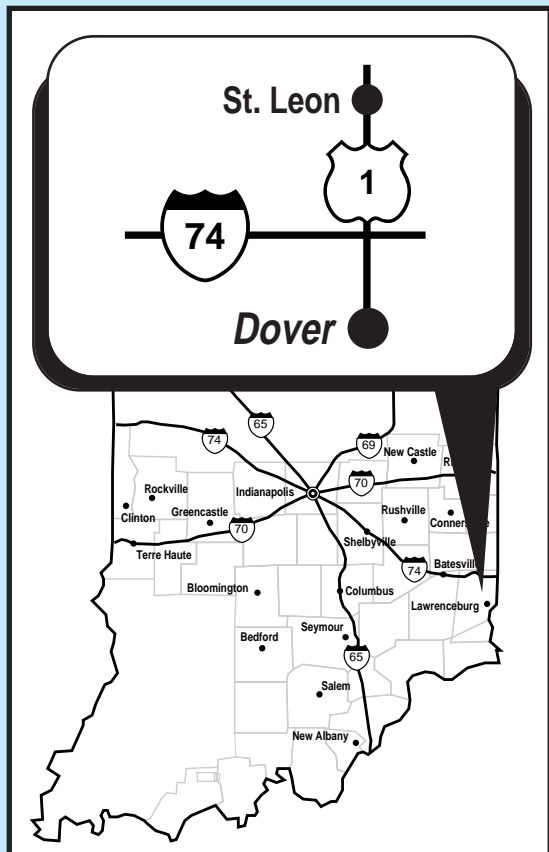 St. Leon
1
74
Dover
65
74
69
New Castle
70
Rockville
Indianapolis
Clinton
Greencastle
Rushville
70
Shelbyville
Terre Haute
74
Bloomington
Columbus
Lawrenceburg
Seymour
Bedford
65
Salem
New Albany